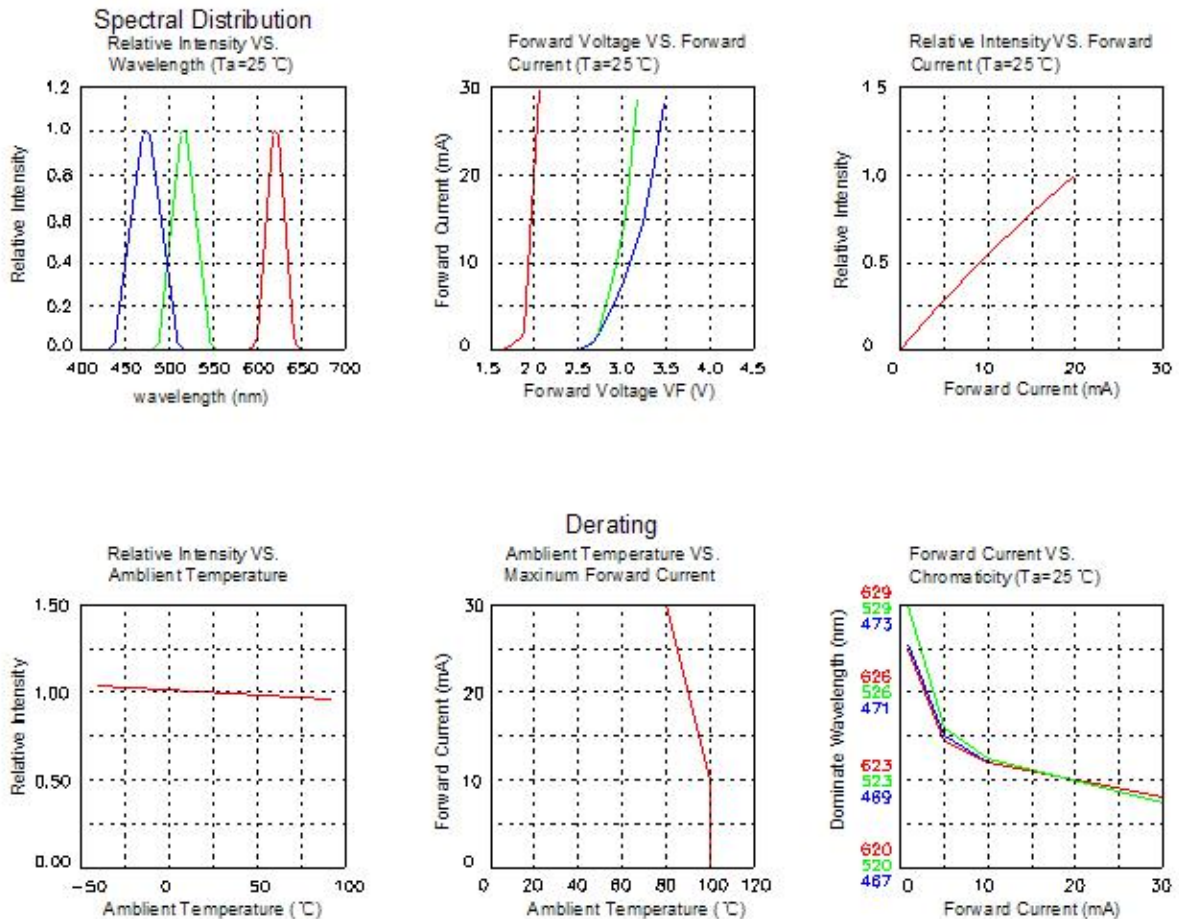 Spectral Distribution
Relative Intensity VS.
Wavelength (Ta=25 ℃)
1.2
1.0
0.8
0.6
0.4
0.2
0.0
Relative Intensity
400 450 500 550 600 650 700
wavelength (nm)
Forward Voltage VS. Forward
Current (Ta=25 ℃)
30
20
10
0
Forward Current (mA)
1.5 2.0 2.5 3.0 3.5 4.0 4.5
Forward Voltage VF (V)
Relative Intensity VS. Forward
Current (Ta=25 ℃)
1.5
1.0
0.5
0
Relative Intensity
0 10 20 30
Forward Current (mA)
Relative Intensity VS.
Amblient Temperature
1.50
1.00
0.50
0.00
Relative Intensity
-50 0 50 100
Amblient Temperature (℃)
Derating
Amblient Temperature VS.
Maxinum Forward Current
30
20
10
0
Forward Current (mA)
0 20 40 60 80 100 120
Amblient Temperature (℃)
Forward Current VS.
Chromaticity (Ta=25 ℃)
629
529
473
626
526
471
623
523
469
620
520
467
Dominate Wavelength (nm)
0 10 20 30
Forward Current (mA)